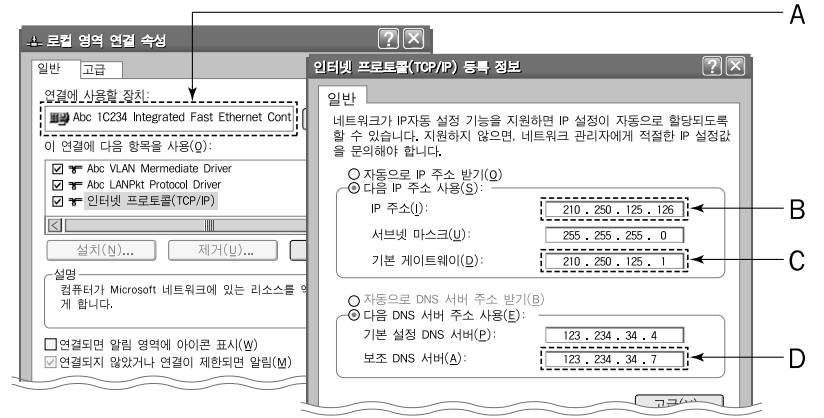 A
로컬 영역 연결 속성
일반 고급
연결에 사용할 장치:
Abc 1C234 Integrated Fast Ethernet Cont
이 연결에 다음 항목을 사용(O):
Abc VLAN Mermediate Driver
Abc LANPkt Protocol Driver
인터넷 프로토콜(TCP/IP)
설치(N)... 제거(U)...
설명
컴퓨터가 Microsoft 네트워크에 있는 리소스를
게 합니다.
연결되면 알림 영역에 아이콘 표시(W)
연결되지 않았거나 연결이 제한되면 알림(M)
인터넷 프로토콜(TCP/IP) 등록 정보
일반
네트워크가 IP자동 설정 기능을 지원하면 IP 설정이 자동으로 할당되도록
할 수 있습니다. 지원하지 않으면, 네트워크 관리자에게 적절한 IP 설정값
을 문의해야 합니다.
자동으로 IP 주소 받기(O)
다음 IP 주소 사용(S):
IP 주소(I): 210 . 250 . 125 . 126 B
서브넷 마스크(U): 255 . 255 . 255 . 0
기본 게이트웨이(D): 210 . 250 . 125 . 1 C
자동으로 DNS 서버 주소 받기(B)
다음 DNS 서버 주소 사용(E):
기본 설정 DNS 서버(P): 123 . 234 . 34 . 4
보조 DNS 서버(A): 123 . 234 . 34 . 7 D